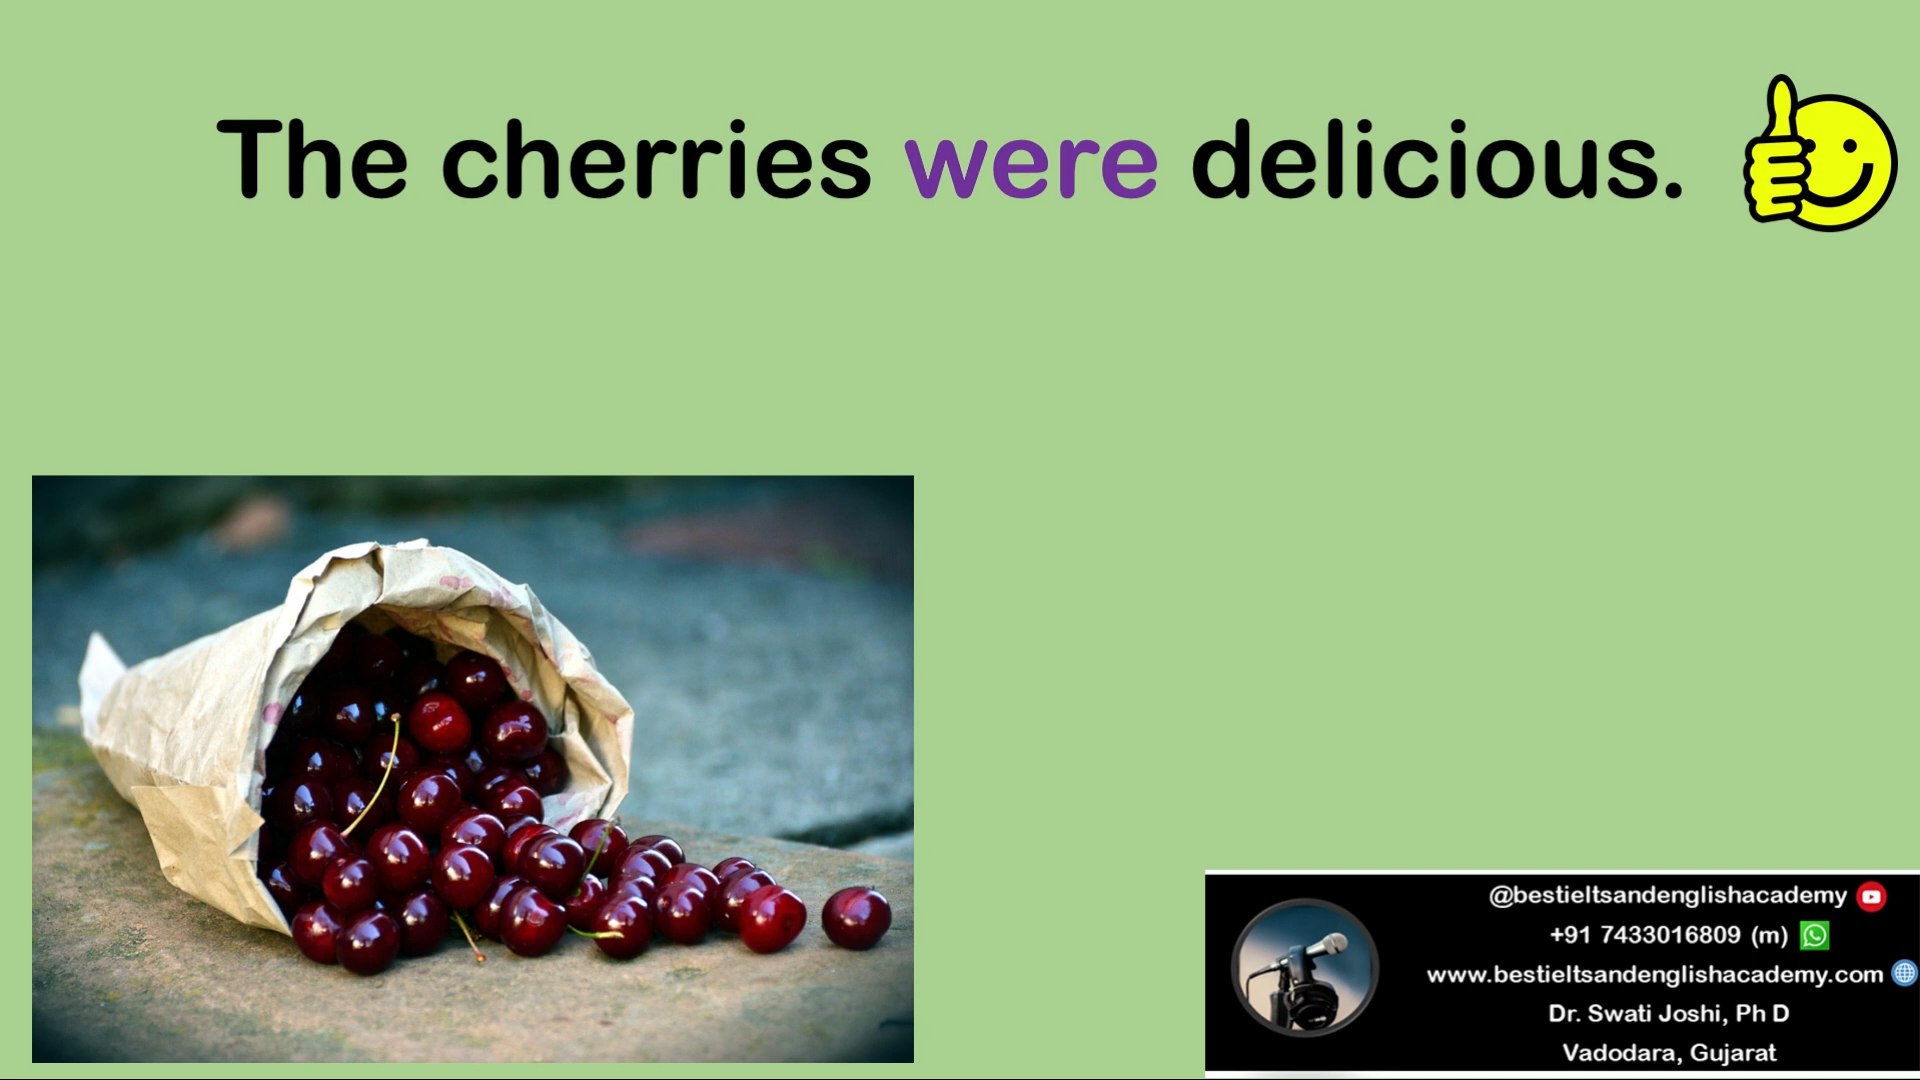 The cherries were delicious.
@bestieltsandenglishacademy
+91 7433016809 (m)
www.bestieltsandenglishacademy.com
Dr. Swati Joshi, Ph D
Vadodara, Gujarat